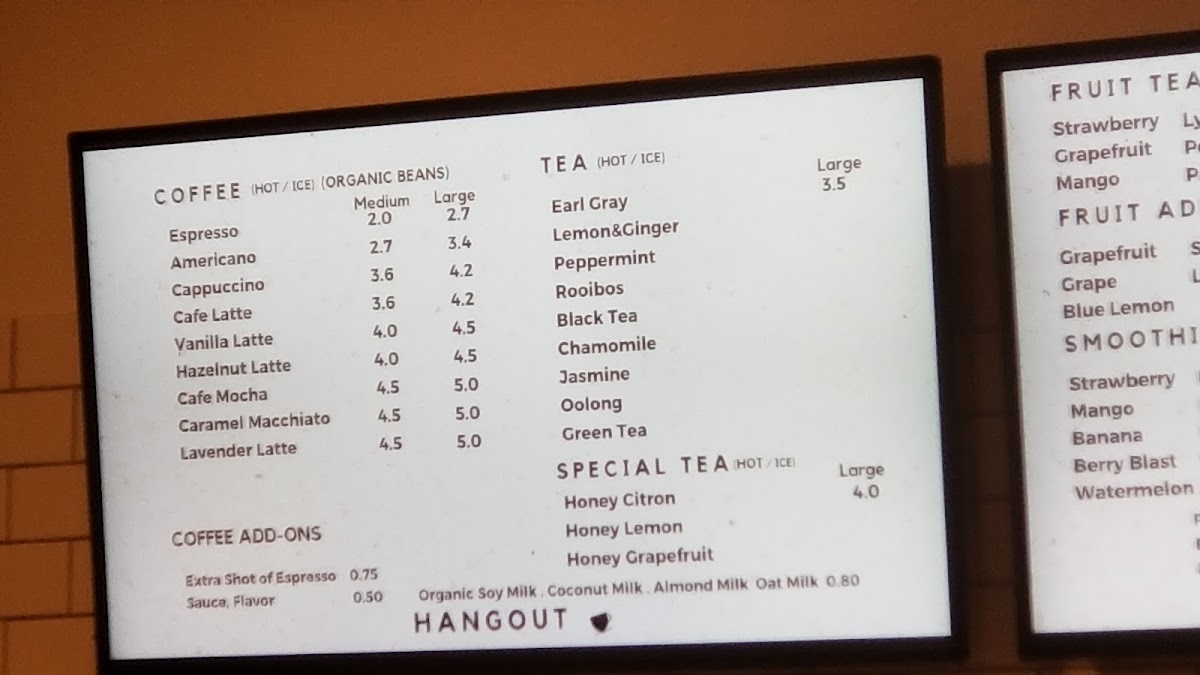 COFFEE (HOT / ICE) (ORGANIC BEANS)
Medium Large
Espresso 2.0 2.7
Americano 2.7 3.4
Cappuccino 3.6 4.2
Cafe Latte 3.6 4.2
Vanilla Latte 4.0 4.5
Hazelnut Latte 4.0 4.5
Cafe Mocha 4.5 5.0
Caramel Macchiato 4.5 5.0
Lavender Latte 4.5 5.0
COFFEE ADD-ONS
Extra Shot of Espresso 0.75
Sauce, Flavor 0.50
TEA (HOT / ICE)
Large
3.5
Earl Gray
Lemon&Ginger
Peppermint
Rooibos
Black Tea
Chamomile
Jasmine
Oolong
Green Tea
SPECIAL TEA (HOT / ICE)
Large
4.0
Honey Citron
Honey Lemon
Honey Grapefruit
Organic Soy Milk . Coconut Milk . Almond Milk Oat Milk 0.80
HANGOUT
FRUIT TEA
Strawberry
Grapefruit
Mango
FRUIT AD
Grapefruit
Grape
Blue Lemon
SMOOTHI
Strawberry
Mango
Banana
Berry Blast
Watermelon